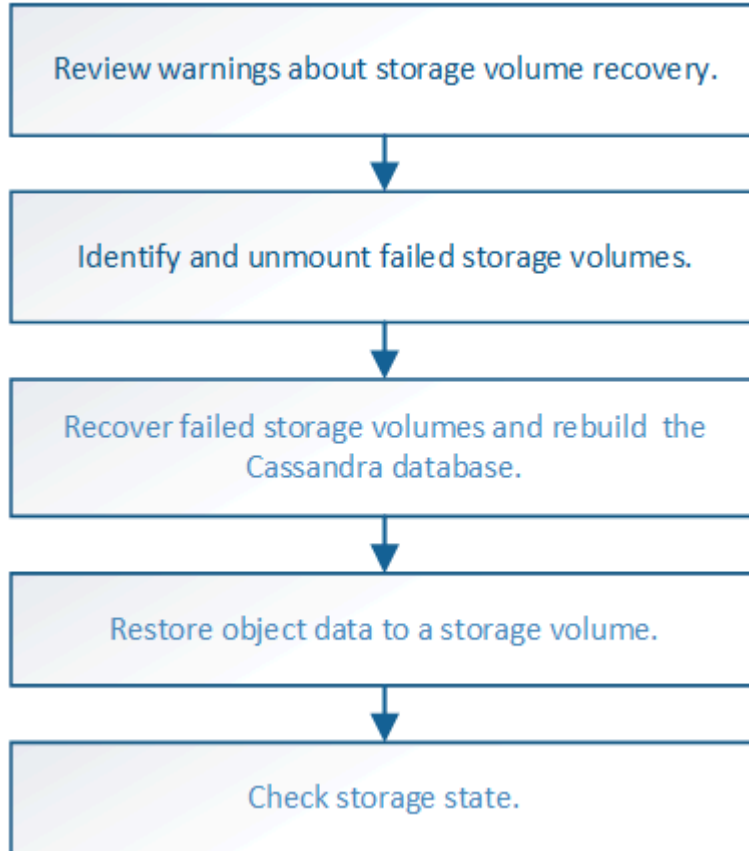 Review warnings about storage volume recovery.
Identify and unmount failed storage volumes.
Recover failed storage volumes and rebuild the
Cassandra database.
Restore object data to a storage volume.
Check storage state.